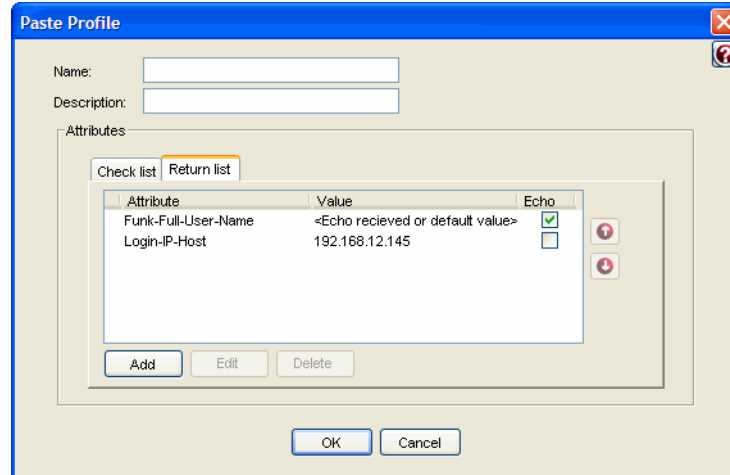 Paste Profile
Name:
Description:
Attributes
Check list Return list
Attribute Value Echo
Funk-Full-User-Name <Echo recieved or default value>
Login-IP-Host 192.168.12.145
Add Edit Delete
OK Cancel